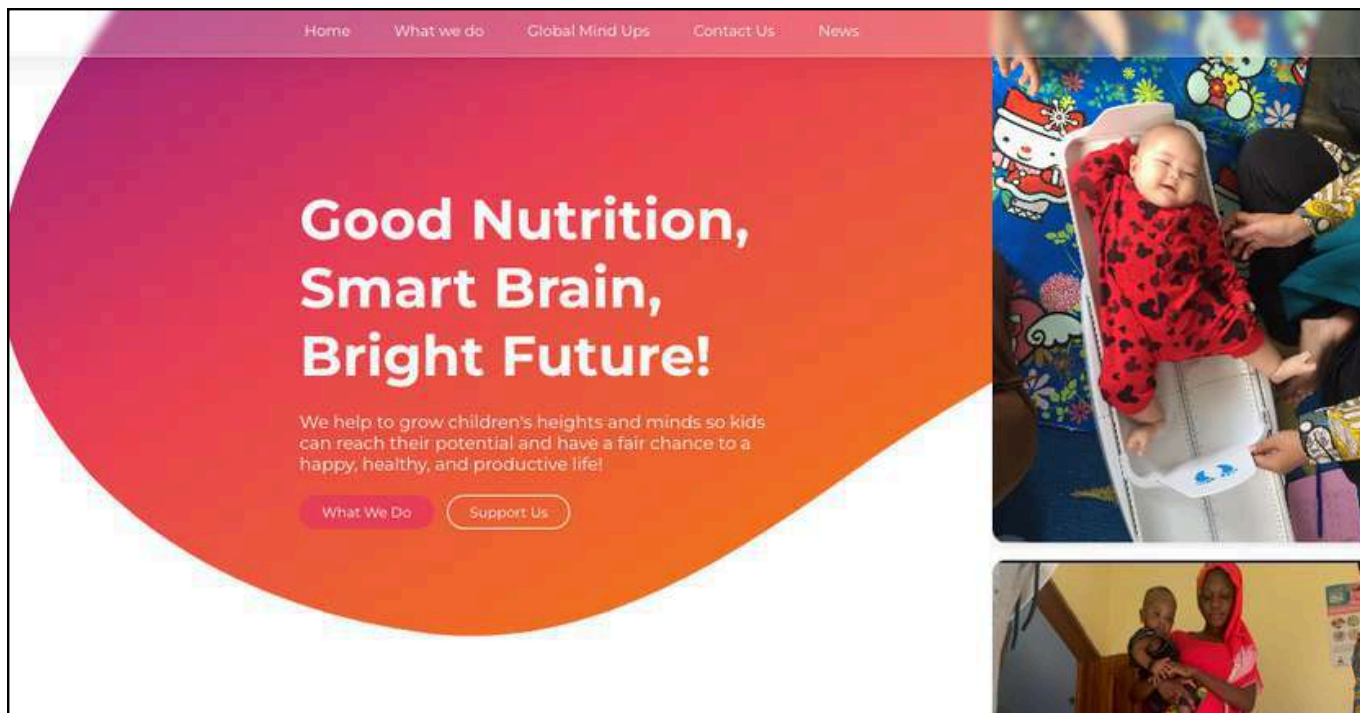 Home What we do Global Mind Ups Contact Us News
Good Nutrition,
Smart Brain,
Bright Future!
We help to grow children's heights and minds so kids
can reach their potential and have a fair chance to a
happy, healthy, and productive life!
What We Do Support Us